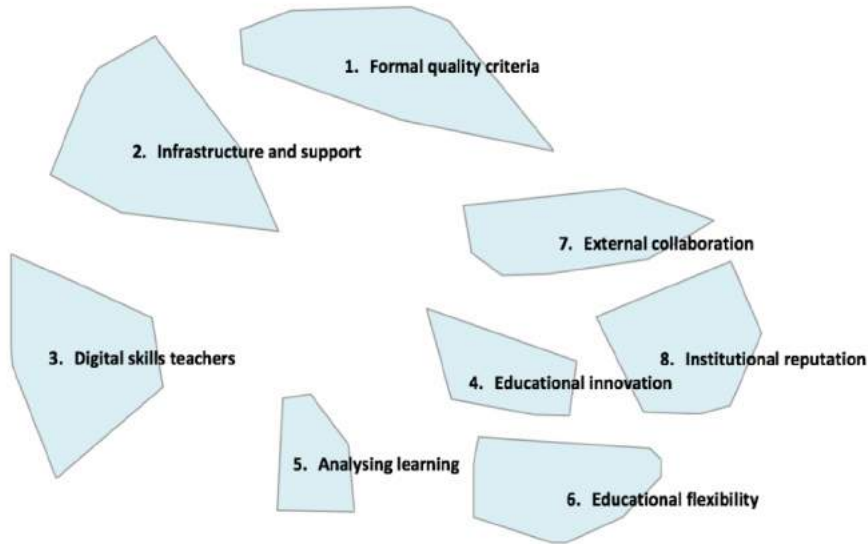 1. Formal quality criteria
2. Infrastructure and support
7. External collaboration
3. Digital skills teachers
8. Institutional reputation
4. Educational innovation
5. Analysing learning
6. Educational flexibility